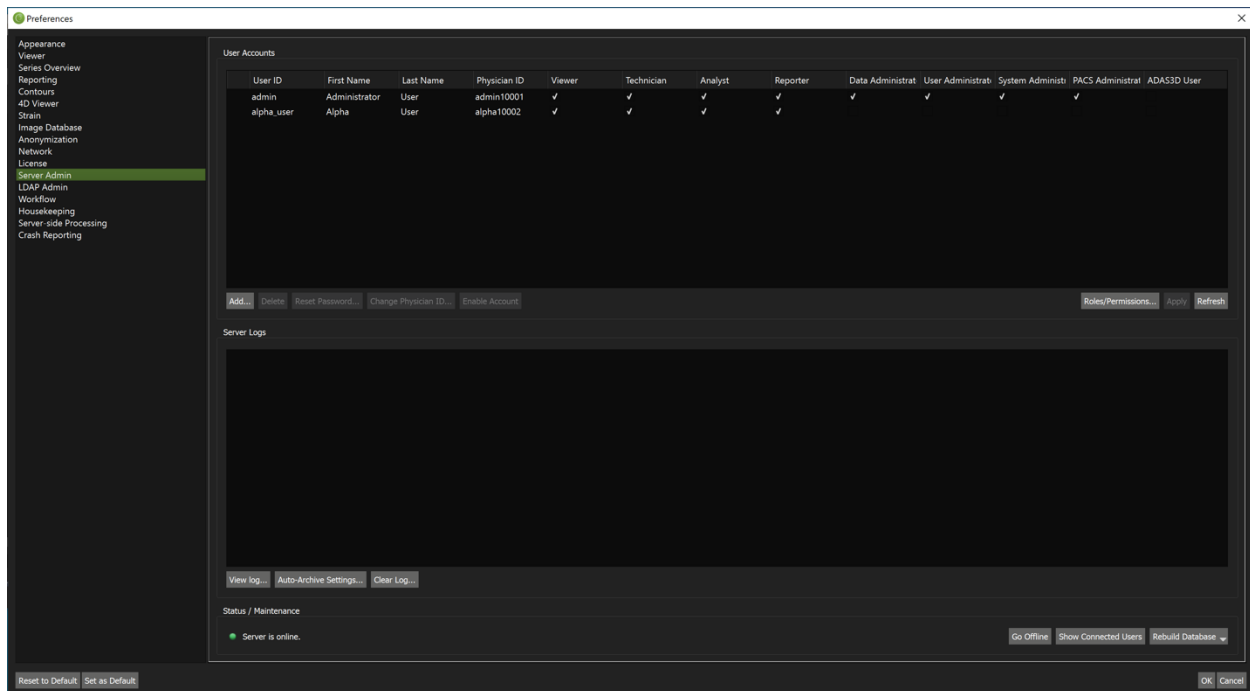 Preferences
Appearance
Viewer
Series Overview
Reporting
Contours
4D Viewer
Strain
Image Database
Anonymization
Network
License
Server Admin
LDAP Admin
Workflow
Housekeeping
Server-side Processing
Crash Reporting
User Accounts
User ID First Name Last Name Physician ID Viewer Technician Analyst Reporter Data Administrat User Administrati System Administi PACS Administrat ADAS3D User
admin Administrator User admin10001 √ √ √ √ √ √ √ √
alpha_user Alpha User alpha10002 √ √ √ √
Add... Delete Reset Password... Change Physician ID... Enable Account Roles/Permissions... Apply Refresh
Server Logs
View log... Auto-Archive Settings... Clear Log...
Status / Maintenance
Server is online. Go Offline Show Connected Users Rebuild Database
Reset to Default Set as Default OK Cancel